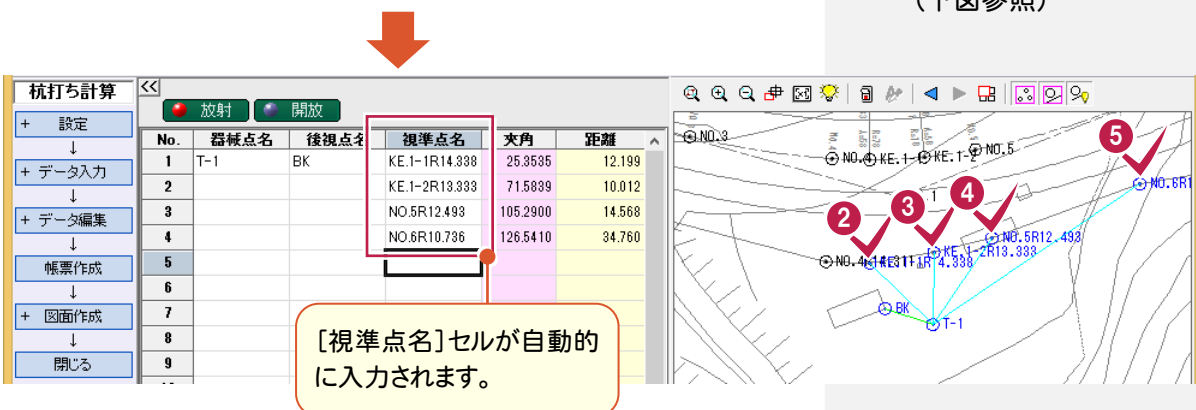 （下図参照）
杭打ち計算
+ 設定
↓
+ データ入力
↓
+ データ編集
↓
帳票作成
↓
+ 図面作成
↓
閉じる
<<
放射 開放
No. 器械点名 後視点名 視準点名 夾角 距離
1 T-1 BK KE.1-1R14.338 25.3535 12.199
2 KE.1-2R13.333 71.5839 10.012
3 NO.5R12.493 105.2900 14.568
4 NO.6R10.736 126.5410 34.760
5
6
7
8
9
［視準点名］セルが自動的
に入力されます。
NO.3
KE.1-1
KE.1-2
NO.5
1
5
NO.6R1
2
3
4
NO.5R12.493
KE.1-2R13.333
BK
T-1